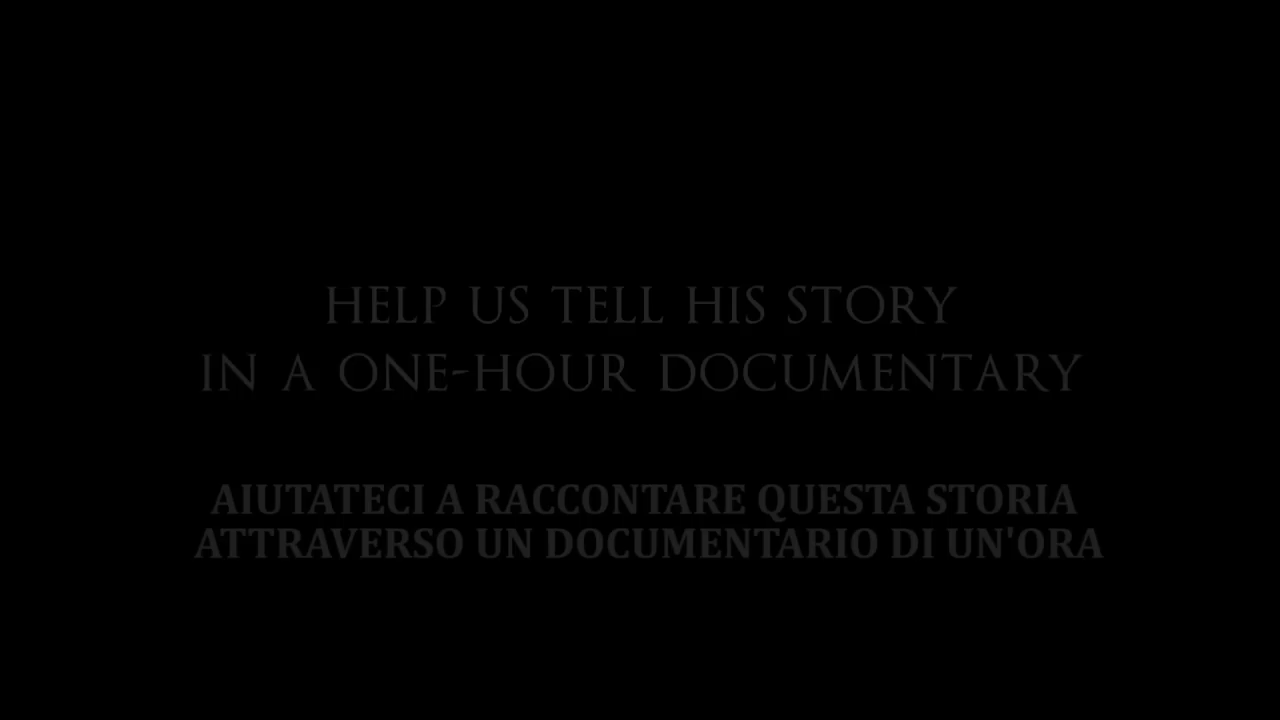 HELP US TELL HIS STORY
IN A ONE-HOUR DOCUMENTARY
AIUTATECI A RACCONTARE QUESTA STORIA
ATTRAVERSO UN DOCUMENTARIO DI UN'ORA